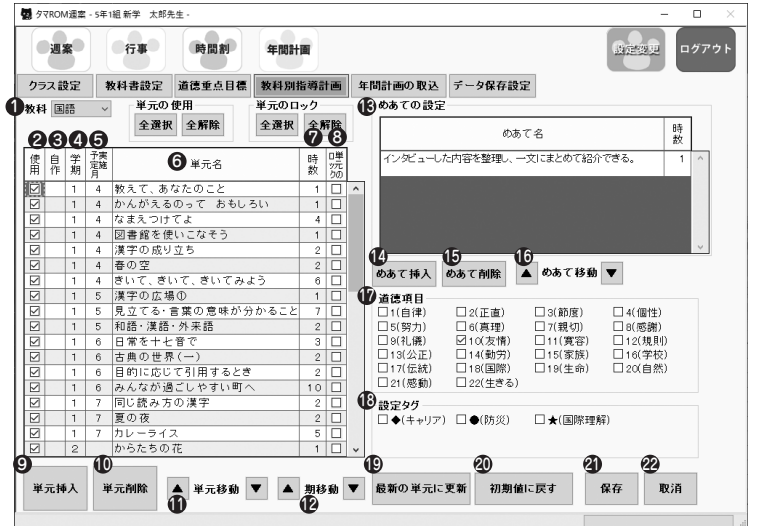 タマROM週案 - 5年1組 新学 太郎先生 -
週案 行事 時間割 年間計画 設定変更 ログアウト
クラス設定 教科書設定 道徳重点目標 教科別指導計画 年間計画の取込 データ保存設定
❶ 教科 国語
単元の使用
全選択 全解除
単元のロック
全選択 全解除
❷ ❸ ❹ ❺ ❻ ❼ ❽
使用 自作 学期 予実定施月 単元名 時数 ロ単ッ元クの
1 4 教えて、あなたのこと 1
1 4 かんがえるのって おもしろい 1
1 4 なまえつけてよ 4
1 4 図書館を使いこなそう 1
1 4 漢字の成り立ち 2
1 4 春の空 2
1 4 きいて、きいて、きいてみよう 6
1 5 漢字の広場① 1
1 5 見立てる・言葉の意味が分かること 7
1 5 和語・漢語・外来語 2
1 6 日常を十七音で 3
1 6 古典の世界(一) 2
1 6 目的に応じて引用するとき 2
1 6 みんなが過ごしやすい町へ 10
1 7 同じ読み方の漢字 2
1 7 夏の夜 2
1 7 カレーライス 5
2 からたちの花 1
⓭ めあての設定
めあて名 時数
インタビューした内容を整理し、一文にまとめて紹介できる。 1
⓮ ⓯ ⓰
めあて挿入 めあて削除 ▲ めあて移動 ▼
⓱ 道徳項目
1(自律) 2(正直) 3(節度) 4(個性)
5(努力) 6(真理) 7(親切) 8(感謝)
9(礼儀) 10(友情) 11(寛容) 12(規則)
13(公正) 14(勤労) 15(家族) 16(学校)
17(伝統) 18(国際) 19(生命) 20(自然)
21(感動) 22(生きる)
⓲ 設定タグ
◆(キャリア) ●(防災) ★(国際理解)
❾ ❿ ⓫ ⓬ ⓳ ⓴ ㉑ ㉒
単元挿入 単元削除 ▲ 単元移動 ▼ ▲ 期移動 ▼ 最新の単元に更新 初期値に戻す 保存 取消